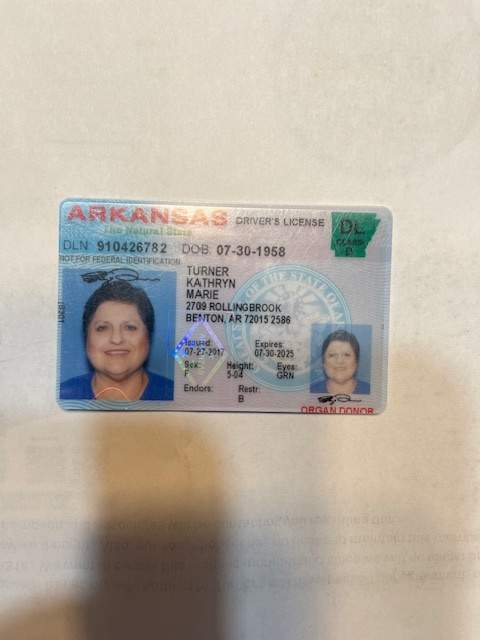 ARKANSAS DRIVER'S LICENSE
The Natural State
DL
CLASS D
DLN 910426782 DOB 07-30-1958
NOT FOR FEDERAL IDENTIFICATION
TURNER
KATHRYN
MARIE
2709 ROLLINGBROOK
BENTON, AR 72015 2586
Issued: Expires:
07-27-2017 07-30-2025
Sex: Height: Eyes:
F 5-04 GRN
Endors: Restr:
B
ORGAN DONOR